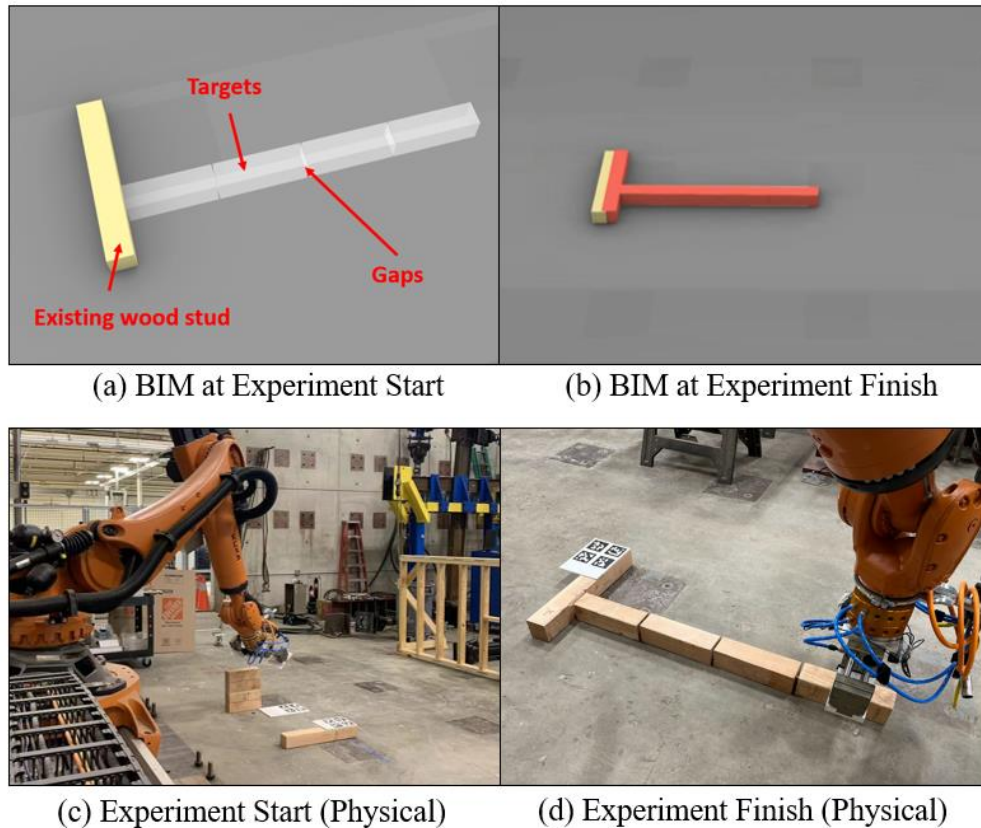 Targets
Gaps
Existing wood stud
(a) BIM at Experiment Start
(b) BIM at Experiment Finish
(c) Experiment Start (Physical)
(d) Experiment Finish (Physical)